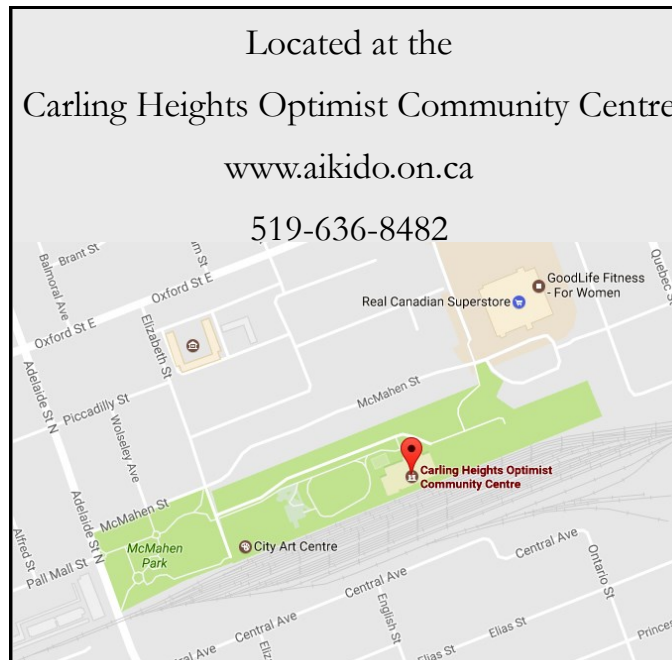 Located at the
Carling Heights Optimist Community Centre
www.aikido.on.ca
519-636-8482
Brant St
Balmoral Ave
Oxford St E
Oxford St E
Elizabeth St
GoodLife Fitness
- For Women
Real Canadian Superstore
Quebec S
Piccadilly St
Wolseley Ave
McMahen St
Adelaide St N
Carling Heights Optimist
Community Centre
McMahen St
Adelaide St N
Alfred St
Pall Mall St
McMahen
Park
City Art Centre
Central Ave
Central Ave
Ontario St
Central Ave
English St
Elias St
Elias St
Princes
ral Ave